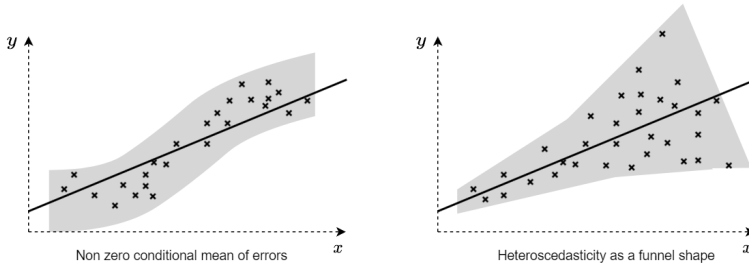 y
x
Non zero conditional mean of errors
y
x
Heteroscedasticity as a funnel shape